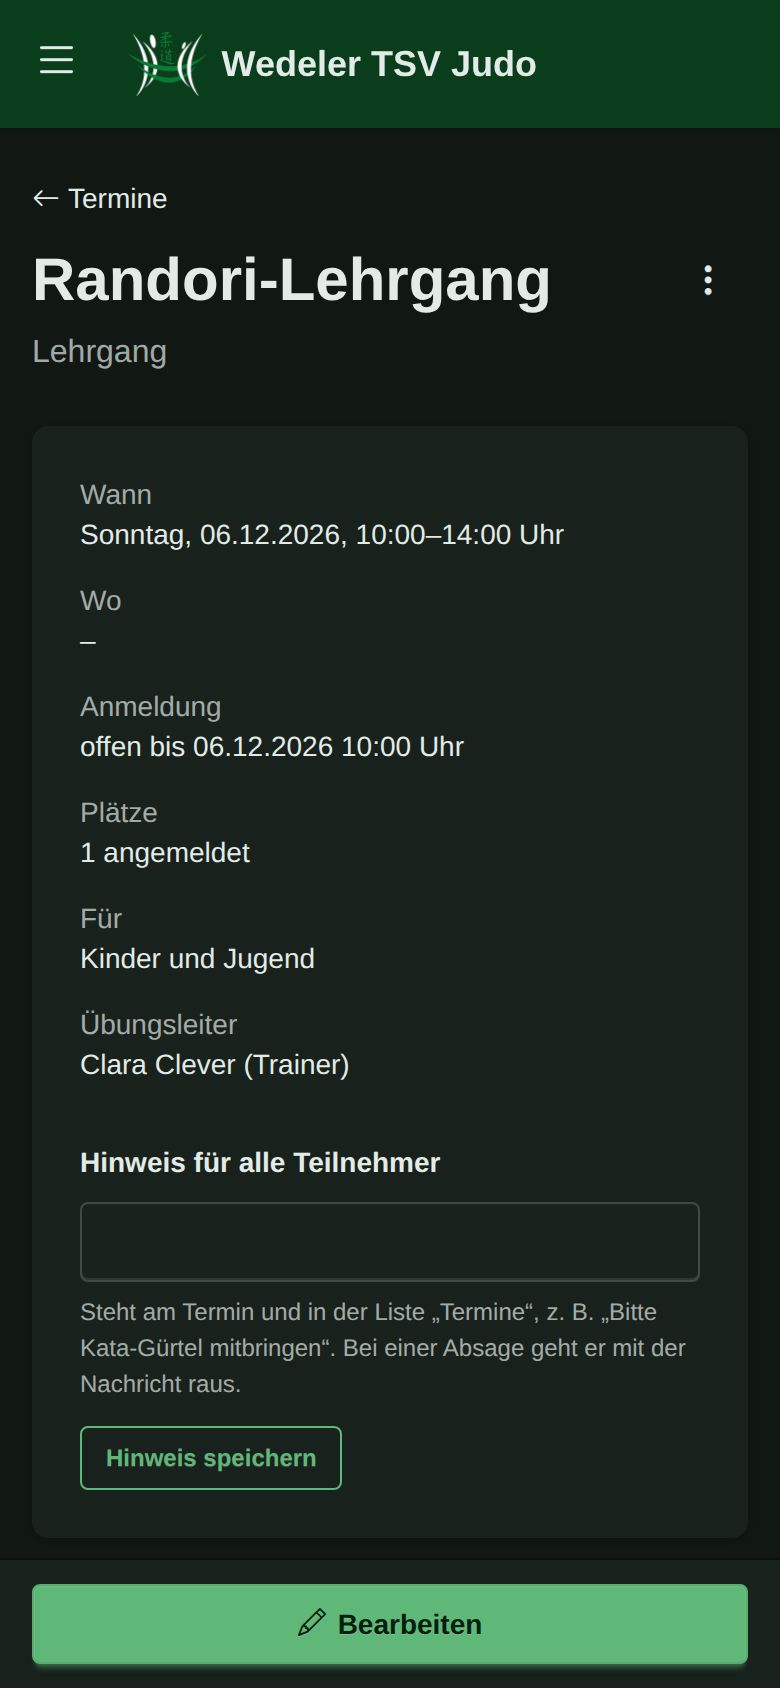 柔道
Wedeler TSV Judo
← Termine
Randori-Lehrgang
Lehrgang
Wann
Sonntag, 06.12.2026, 10:00–14:00 Uhr
Wo
–
Anmeldung
offen bis 06.12.2026 10:00 Uhr
Plätze
1 angemeldet
Für
Kinder und Jugend
Übungsleiter
Clara Clever (Trainer)
Hinweis für alle Teilnehmer
Steht am Termin und in der Liste „Termine“, z. B. „Bitte
Kata-Gürtel mitbringen“. Bei einer Absage geht er mit der
Nachricht raus.
Hinweis speichern
Bearbeiten